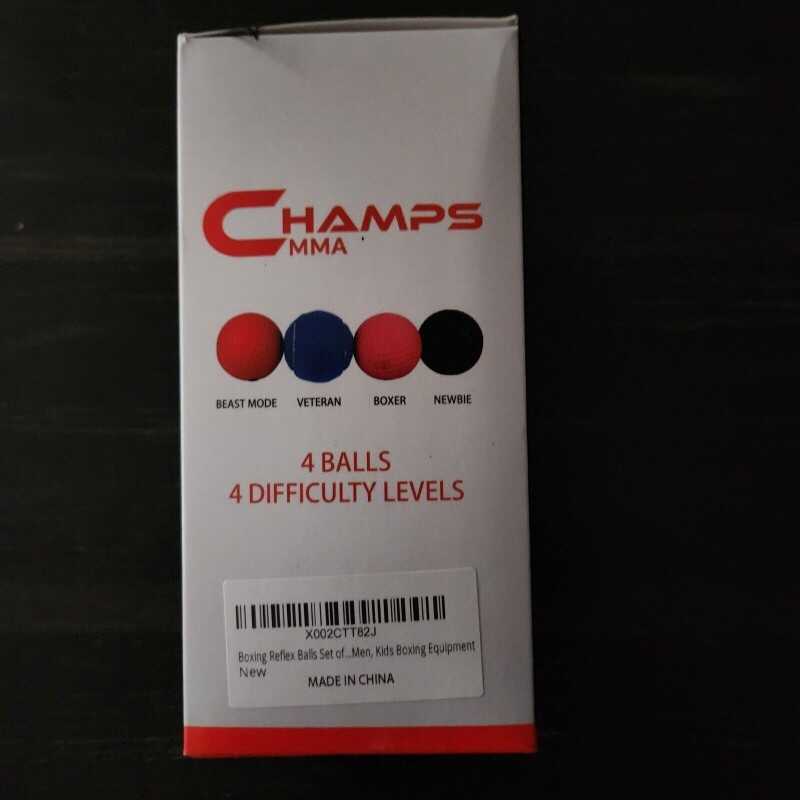 CHAMPS
MMA
BEAST MODE VETERAN BOXER NEWBIE
4 BALLS
4 DIFFICULTY LEVELS
X002CTT62J
Boxing Reflex Balls Set of...Men, Kids Boxing Equipment
New
MADE IN CHINA